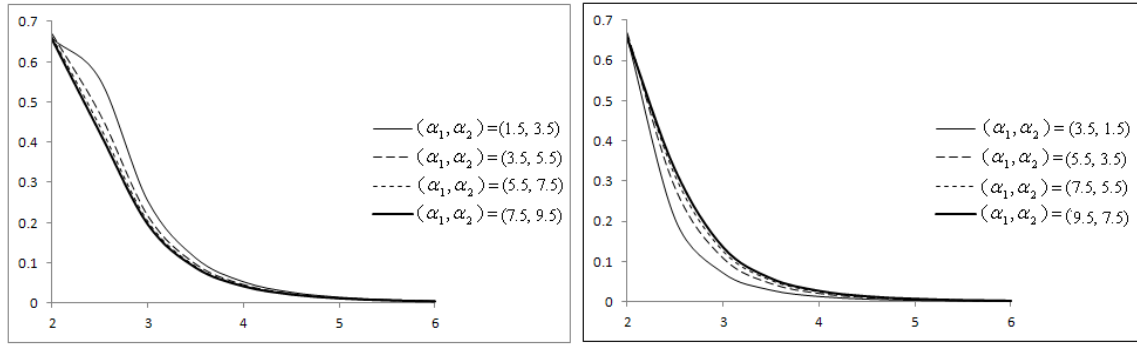 0.7
0.6
0.5
0.4
0.3
0.2
0.1
0
2 3 4 5 6
(α₁, α₂) = (1.5, 3.5)
(α₁, α₂) = (3.5, 5.5)
(α₁, α₂) = (5.5, 7.5)
(α₁, α₂) = (7.5, 9.5)
0.7
0.6
0.5
0.4
0.3
0.2
0.1
0
2 3 4 5 6
(α₁, α₂) = (3.5, 1.5)
(α₁, α₂) = (5.5, 3.5)
(α₁, α₂) = (7.5, 5.5)
(α₁, α₂) = (9.5, 7.5)